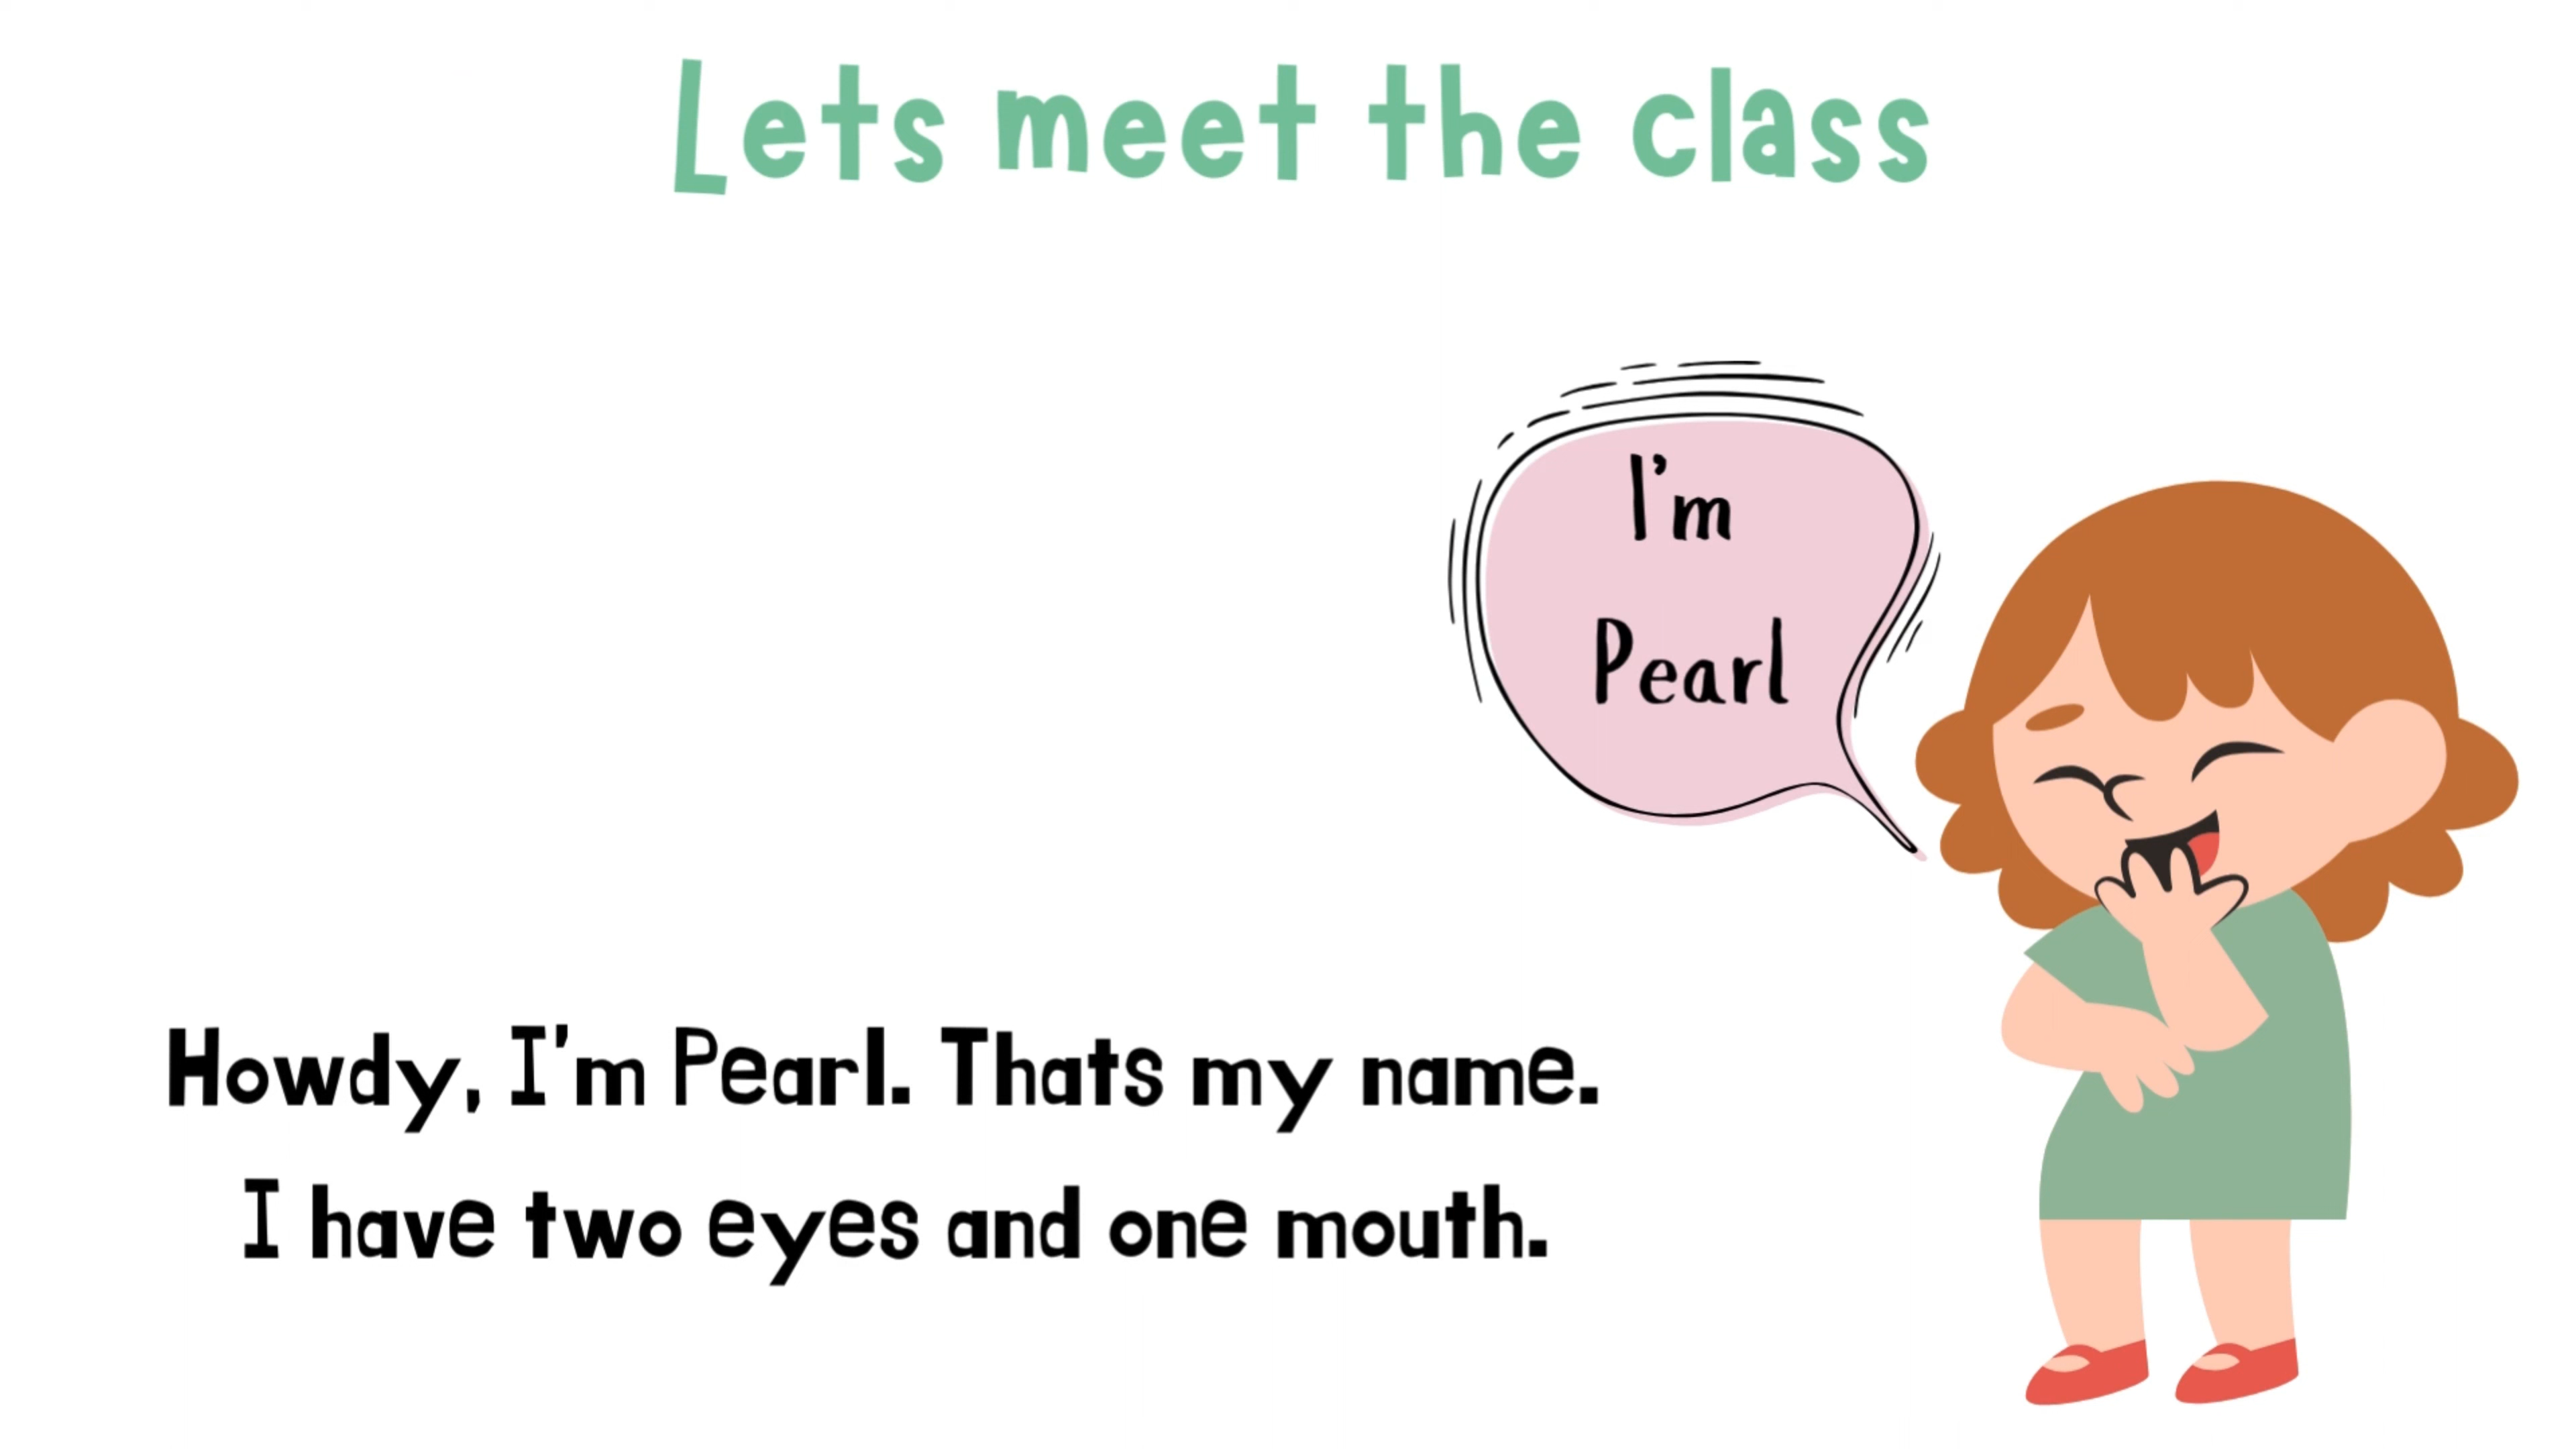 Lets meet the class
I'm
Pearl
Howdy, I'm Pearl. Thats my name.
I have two eyes and one mouth.